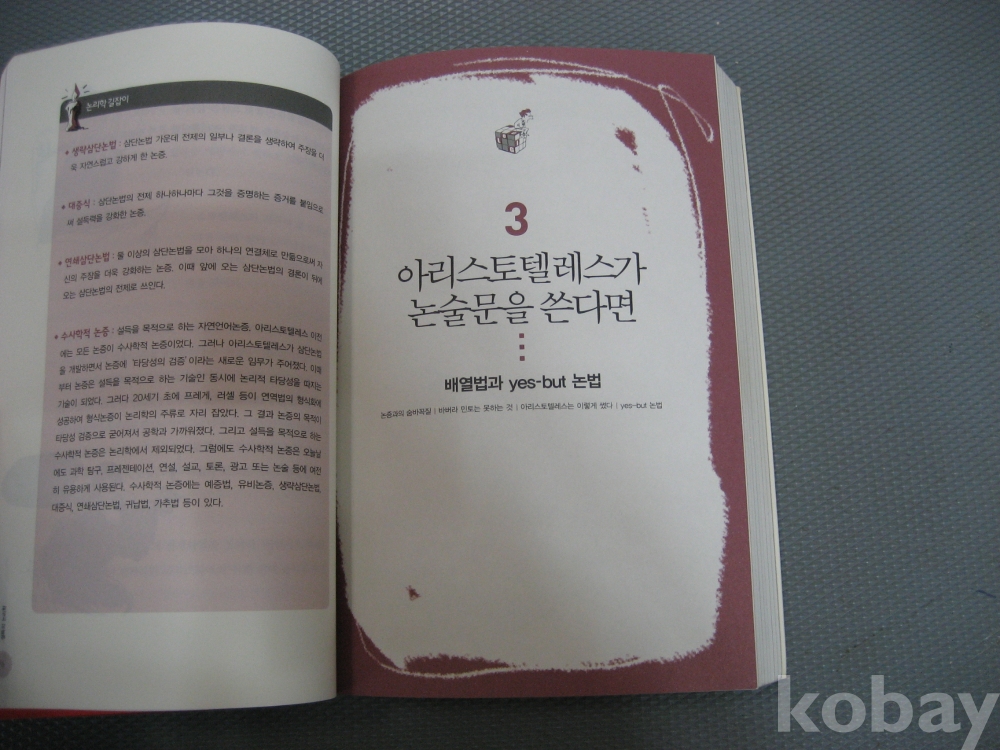 논리학 길잡이
• 생략삼단논법 : 삼단논법 가운데 전제의 일부나 결론을 생략하여 주장을 더
욱 자연스럽고 강하게 한 논증.
• 대증식 : 삼단논법의 전제 하나하나마다 그것을 증명하는 증거를 붙임으로
써 설득력을 강화한 논증.
• 연쇄삼단논법 : 둘 이상의 삼단논법을 모아 하나의 연결체로 만듦으로써 자
신의 주장을 더욱 강화하는 논증. 이때 앞에 오는 삼단논법의 결론이 뒤에
오는 삼단논법의 전제로 쓰인다.
• 수사학적 논증 : 설득을 목적으로 하는 자연언어논증. 아리스토텔레스 이전
에는 모든 논증이 수사학적 논증이었다. 그러나 아리스토텔레스가 삼단논법
을 개발하면서 논증에 '타당성의 검증'이라는 새로운 임무가 주어졌다. 이때
부터 논증은 설득을 목적으로 하는 기술인 동시에 논리적 타당성을 따지는
기술이 되었다. 그러다 20세기 초에 프레게, 러셀 등이 연역법의 형식화에
성공하여 형식논증이 논리학의 주류로 자리 잡았다. 그 결과 논증의 목적이
타당성 검증으로 굳어져서 공학과 가까워졌다. 그리고 설득을 목적으로 하는
수사학적 논증은 논리학에서 제외되었다. 그럼에도 수사학적 논증은 오늘날
에도 과학 탐구, 프레젠테이션, 연설, 설교, 토론, 광고 또는 논술 등에 여전
히 유용하게 사용된다. 수사학적 논증에는 예증법, 유비논증, 생략삼단논법,
대증식, 연쇄삼단논법, 귀납법, 가추법 등이 있다.
3
아리스토텔레스가
논술문을 쓴다면
배열법과 yes-but 논법
논증과의 숨바꼭질 | 바버라 민토는 못하는 것 | 아리스토텔레스는 이렇게 썼다 | yes-but 논법
kobay